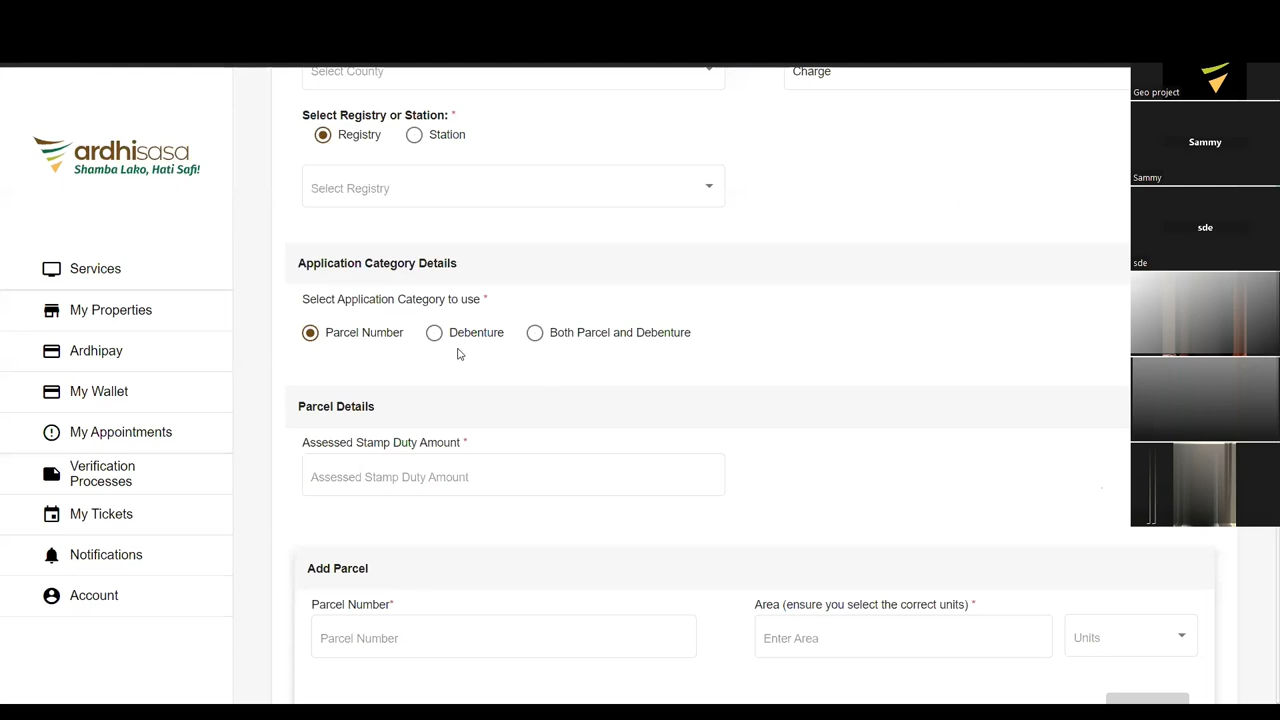 Select County
Charge
Select Registry or Station: *
Registry
Station
Select Registry
Application Category Details
Select Application Category to use *
Parcel Number
Debenture
Both Parcel and Debenture
Parcel Details
Assessed Stamp Duty Amount *
Assessed Stamp Duty Amount
Add Parcel
Parcel Number*
Area (ensure you select the correct units) *
Parcel Number
Enter Area
Units
ardhisasa
Shamba Lako, Hati Safi!
Services
My Properties
Ardhipay
My Wallet
My Appointments
Verification
Processes
My Tickets
Notifications
Account
Geo project
Sammy
Sammy
sde
sde